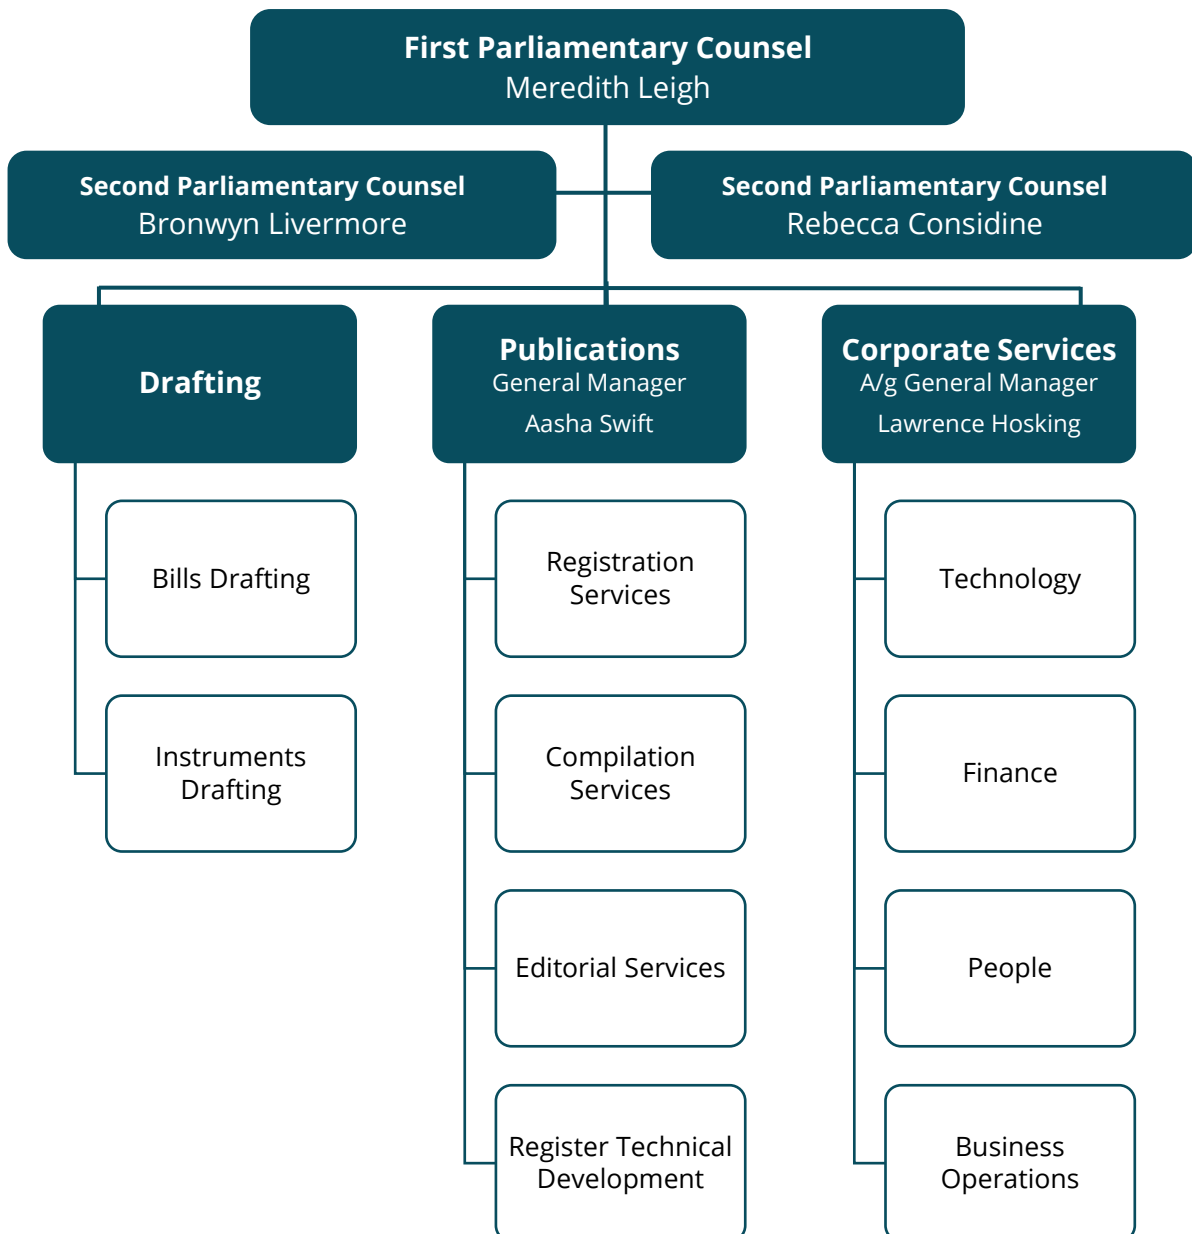 First Parliamentary Counsel
Meredith Leigh
Second Parliamentary Counsel
Bronwyn Livermore
Second Parliamentary Counsel
Rebecca Considine
Drafting
Publications
General Manager
Aasha Swift
Corporate Services
A/g General Manager
Lawrence Hosking
Bills Drafting
Instruments
Drafting
Registration
Services
Compilation
Services
Editorial Services
Register Technical
Development
Technology
Finance
People
Business
Operations